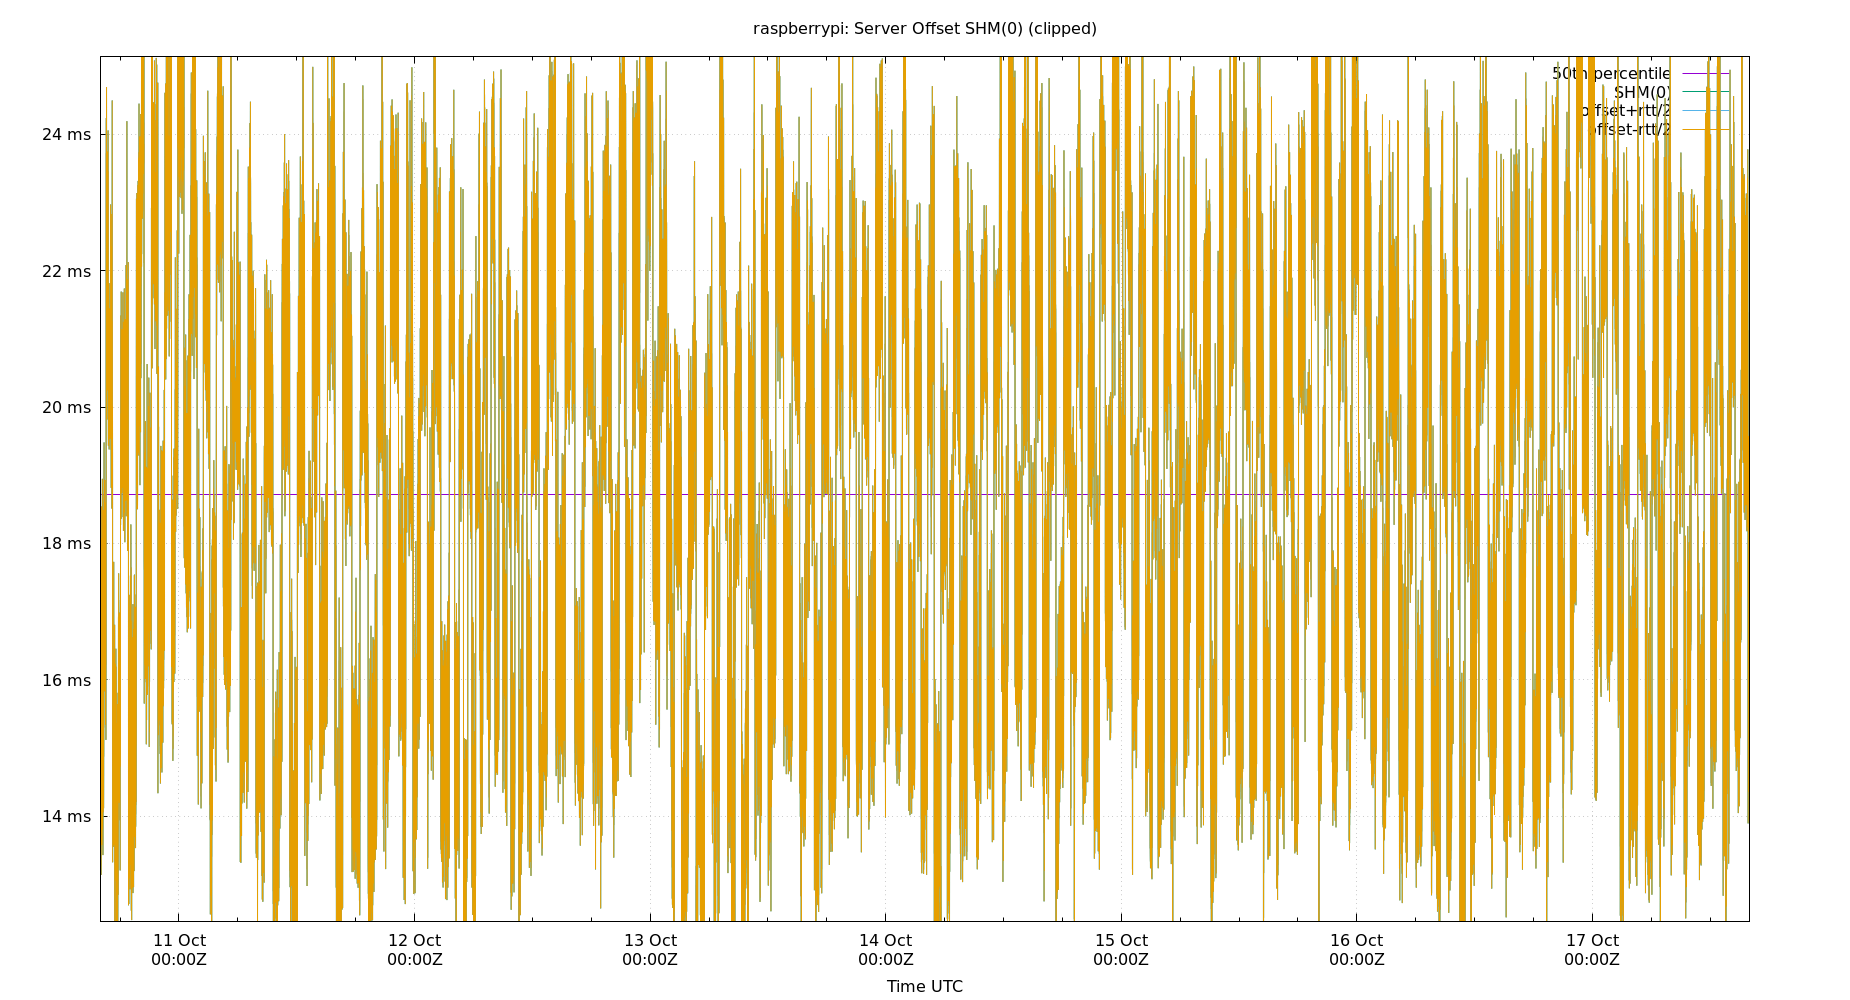 raspberrypi: Server Offset SHM(0) (clipped)
50th percentile
SHM(0)
offset+rtt/2
offset-rtt/2
24 ms
22 ms
20 ms
18 ms
16 ms
14 ms
11 Oct 12 Oct 13 Oct 14 Oct 15 Oct 16 Oct 17 Oct
00:00Z 00:00Z 00:00Z 00:00Z 00:00Z 00:00Z 00:00Z
Time UTC